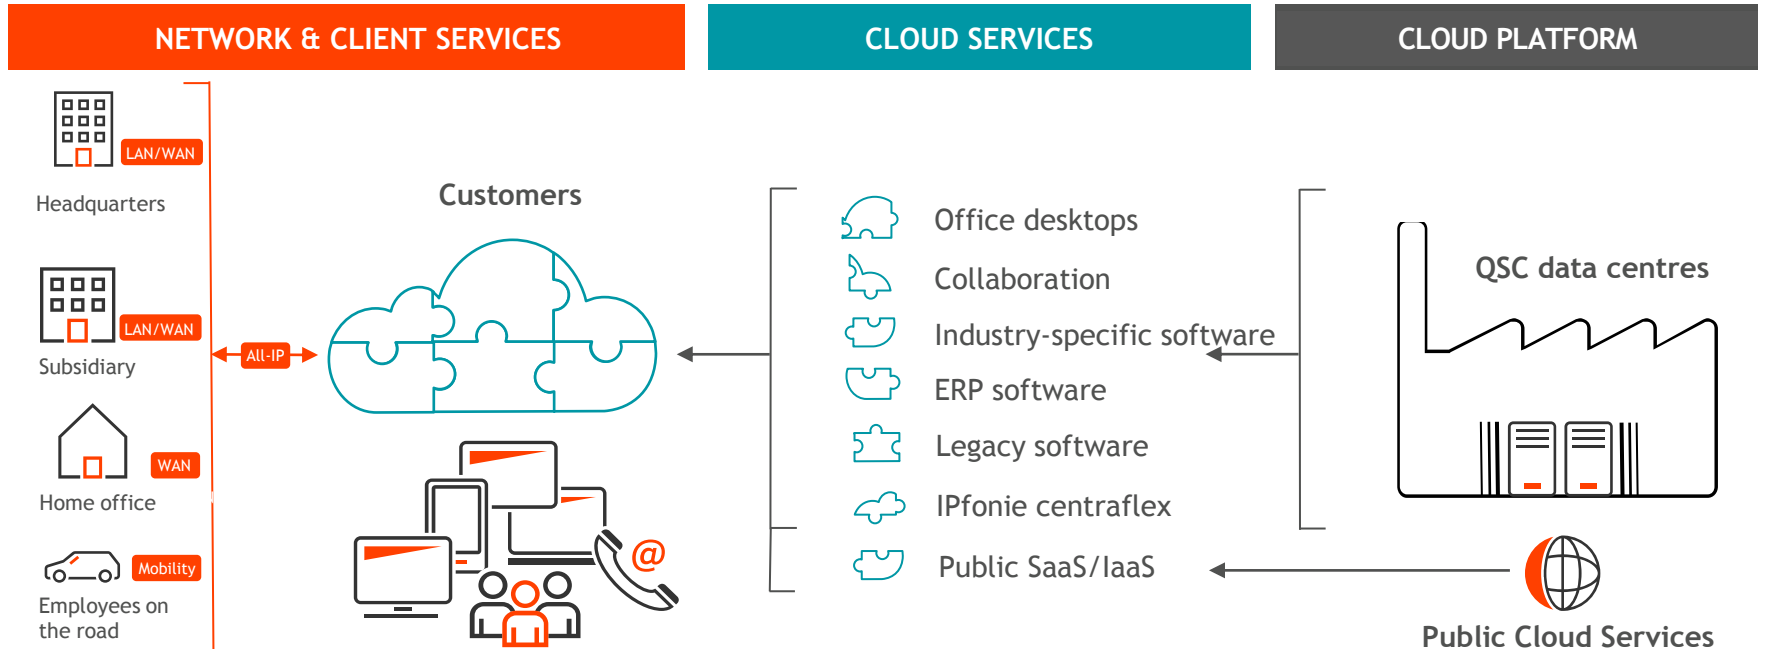 NETWORK & CLIENT SERVICES
CLOUD SERVICES
CLOUD PLATFORM
LAN/WAN
Headquarters
LAN/WAN
Subsidiary
WAN
Home office
Mobility
Employees on
the road
All-IP
Customers
@
Office desktops
Collaboration
Industry-specific software
ERP software
Legacy software
IPfonie centraflex
Public SaaS/IaaS
QSC data centres
Public Cloud Services